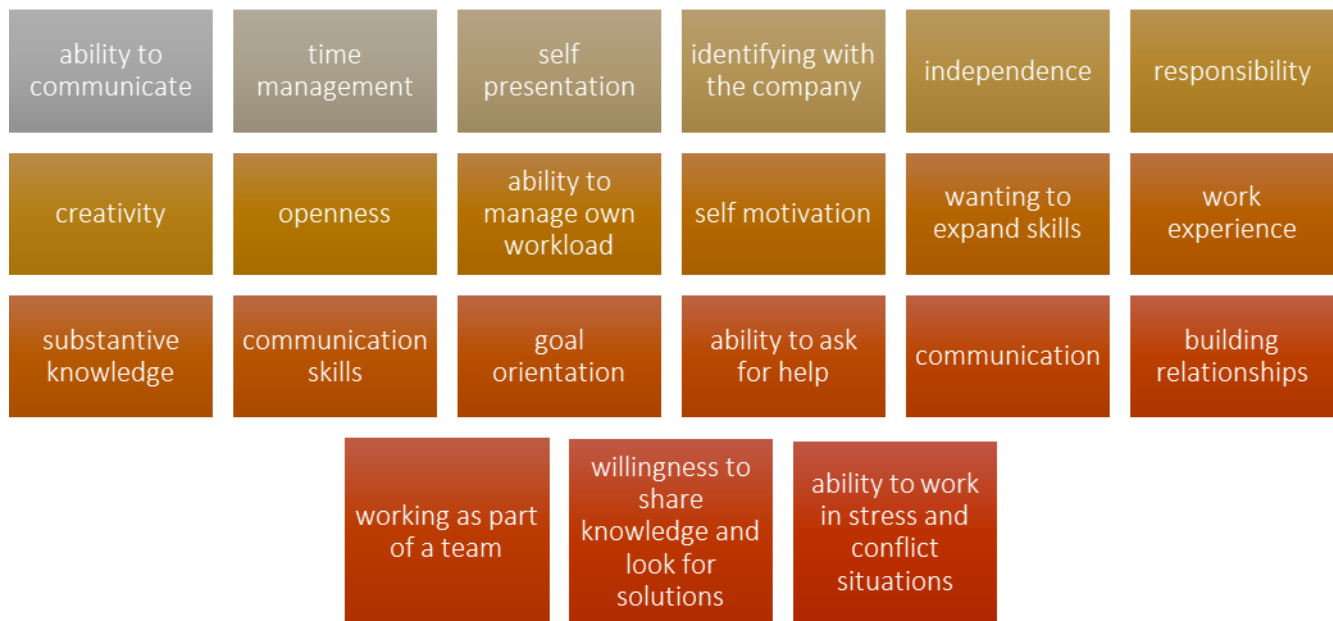 ability to
communicate
time
management
self
presentation
identifying with
the company
independence
responsibility
creativity
openness
ability to
manage own
workload
self motivation
wanting to
expand skills
work
experience
substantive
knowledge
communication
skills
goal
orientation
ability to ask
for help
communication
building
relationships
working as part
of a team
willingness to
share
knowledge and
look for
solutions
ability to work
in stress and
conflict
situations